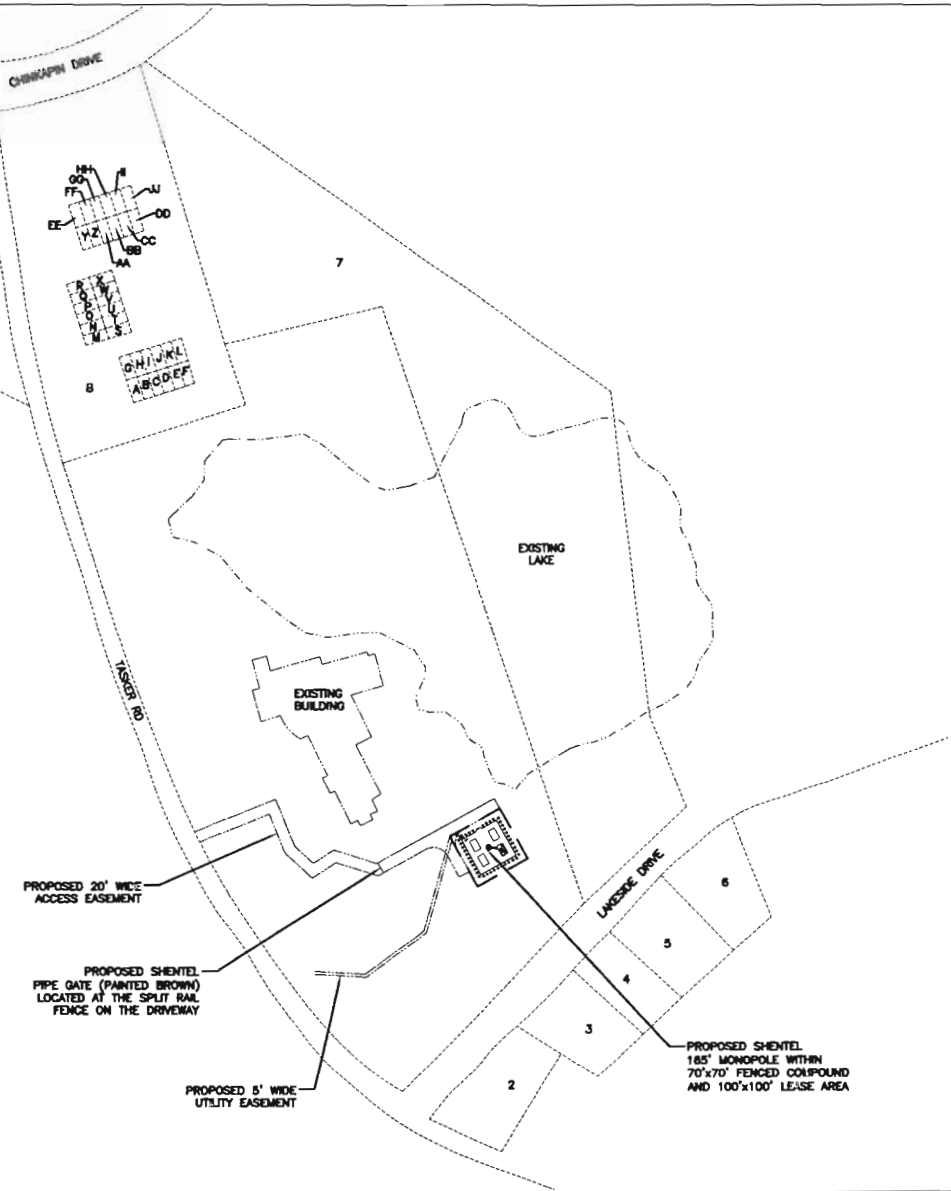 CHINKAPIN DRIVE
HH
II
GG
FF
JJ
EE
DD
Y Z
CC
BB
AA
7
R X
Q W
P V
O U
N T
M S
G H I J K L
8
A B C D E F
EXISTING
LAKE
TASKER RD
EXISTING
BUILDING
PROPOSED 20' WIDE
ACCESS EASEMENT
LAKESIDE DRIVE
6
5
4
3
2
PROPOSED SHENTEL
PIPE GATE (PAINTED BROWN)
LOCATED AT THE SPLIT RAIL
FENCE ON THE DRIVEWAY
PROPOSED SHENTEL
185' MONOPOLE WITHIN
70'x70' FENCED COMPOUND
AND 100'x100' LEASE AREA
PROPOSED 5' WIDE
UTILITY EASEMENT